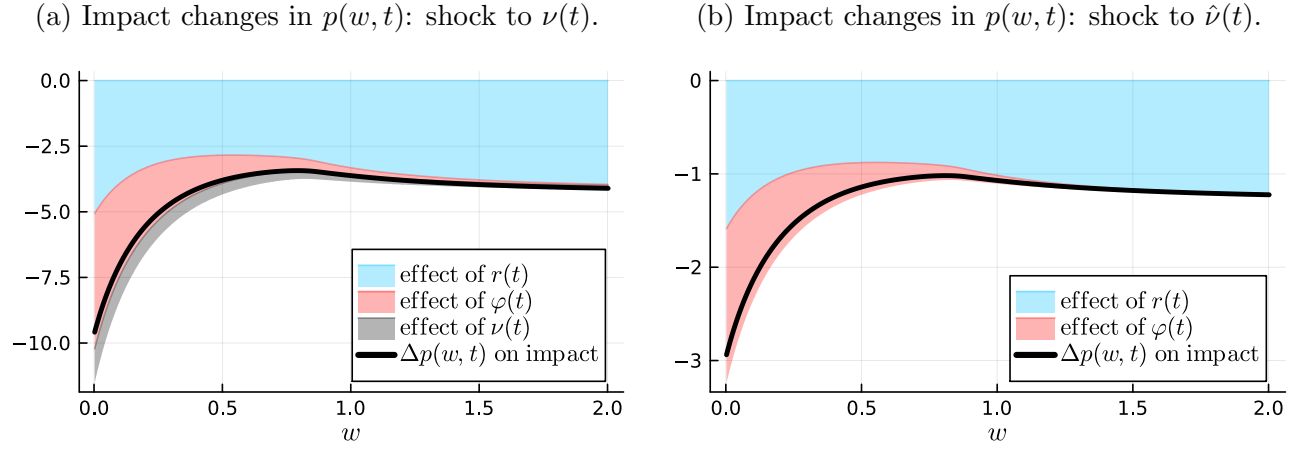 (a) Impact changes in p(w, t): shock to ν(t).
0.0
−2.5
−5.0
−7.5
−10.0
effect of r(t)
effect of φ(t)
effect of ν(t)
Δp(w, t) on impact
0.0 0.5 1.0 1.5 2.0
w
(b) Impact changes in p(w, t): shock to ν̂(t).
0
−1
−2
−3
effect of r(t)
effect of φ(t)
Δp(w, t) on impact
0.0 0.5 1.0 1.5 2.0
w